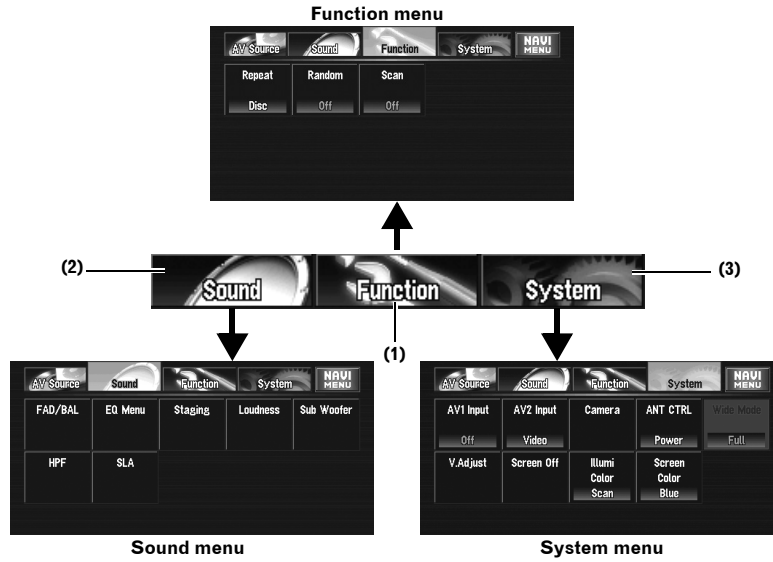 Function menu
AV Source Sound Function System NAVI MENU
Repeat Random Scan
Disc Off Off
(2) Sound Function System (3)
(1)
AV Source Sound Function System NAVI MENU
FAD/BAL EQ Menu Staging Loudness Sub Woofer
HPF SLA
Sound menu
AV Source Sound Function System NAVI MENU
AV1 Input AV2 Input Camera ANT CTRL Wide Mode
Off Video Power Full
V.Adjust Screen Off Illumi Screen
Color Color
Scan Blue
System menu